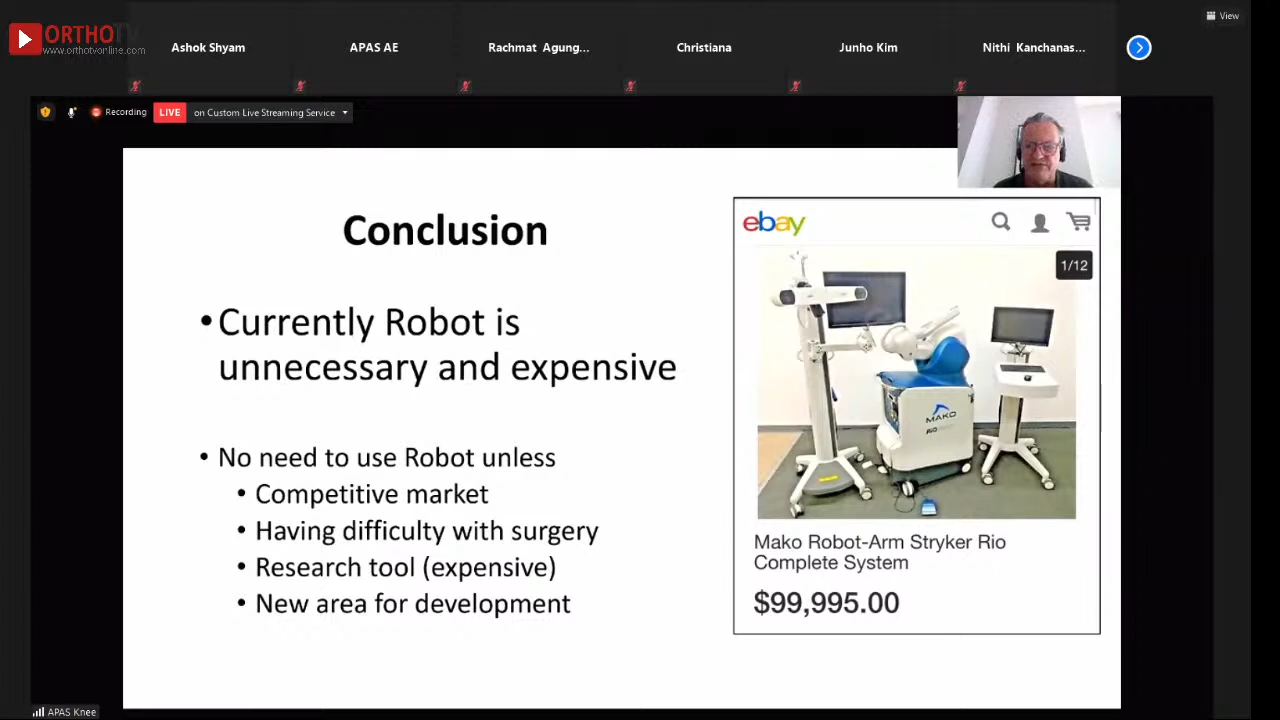 ORTHOTV
www.orthotvonline.com
View
Ashok Shyam
APAS AE
Rachmat Agung...
Christiana
Junho Kim
Nithi Kanchanas...
Recording
LIVE
on Custom Live Streaming Service
Conclusion
•Currently Robot is
unnecessary and expensive
• No need to use Robot unless
• Competitive market
• Having difficulty with surgery
• Research tool (expensive)
• New area for development
ebay
1/12
MAKO
RIO
Mako Robot-Arm Stryker Rio
Complete System
$99,995.00
APAS Knee